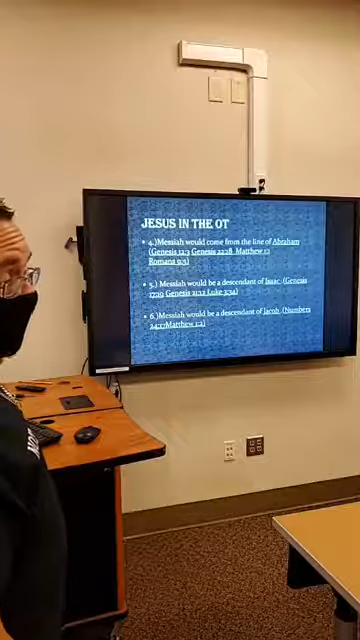 JESUS IN THE OT
4.)Messiah would come from the line of Abraham
(Genesis 12:3 Genesis 22:18 Matthew 1:1
Romans 9:5)
5.) Messiah would be a descendant of Isaac (Genesis
17:19 Genesis 21:12 Luke 3:34)
6.)Messiah would be a descendant of Jacob (Numbers
24:17Matthew 1:2)